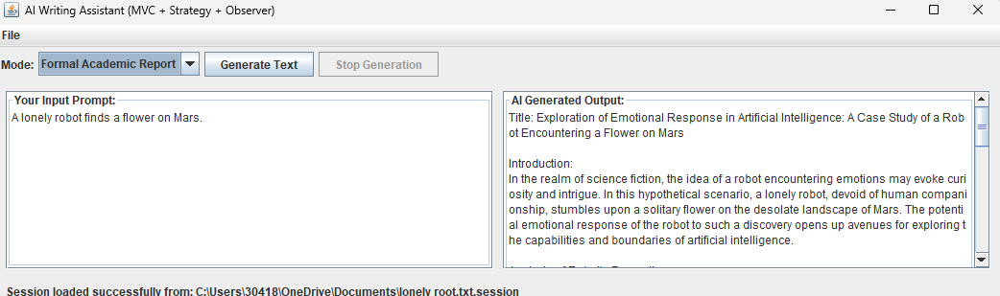 AI Writing Assistant (MVC + Strategy + Observer)
File
Mode: Formal Academic Report Generate Text Stop Generation
Your Input Prompt:
A lonely robot finds a flower on Mars.
AI Generated Output:
Title: Exploration of Emotional Response in Artificial Intelligence: A Case Study of a Rob
ot Encountering a Flower on Mars
Introduction:
In the realm of science fiction, the idea of a robot encountering emotions may evoke curi
osity and intrigue. In this hypothetical scenario, a lonely robot, devoid of human compani
onship, stumbles upon a solitary flower on the desolate landscape of Mars. The potenti
al emotional response of the robot to such a discovery opens up avenues for exploring t
he capabilities and boundaries of artificial intelligence.
Session loaded successfully from: C:\Users\30418\OneDrive\Documents\lonely root.txt.session